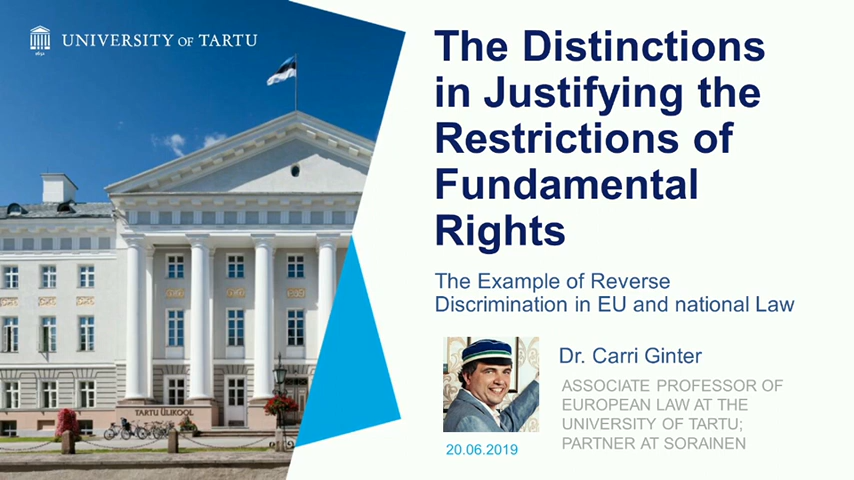 UNIVERSITY OF TARTU
1632
The Distinctions
in Justifying the
Restrictions of
Fundamental
Rights
The Example of Reverse
Discrimination in EU and national Law
Dr. Carri Ginter
ASSOCIATE PROFESSOR OF
EUROPEAN LAW AT THE
UNIVERSITY OF TARTU;
PARTNER AT SORAINEN
20.06.2019
TARTU ÜLIKOOL